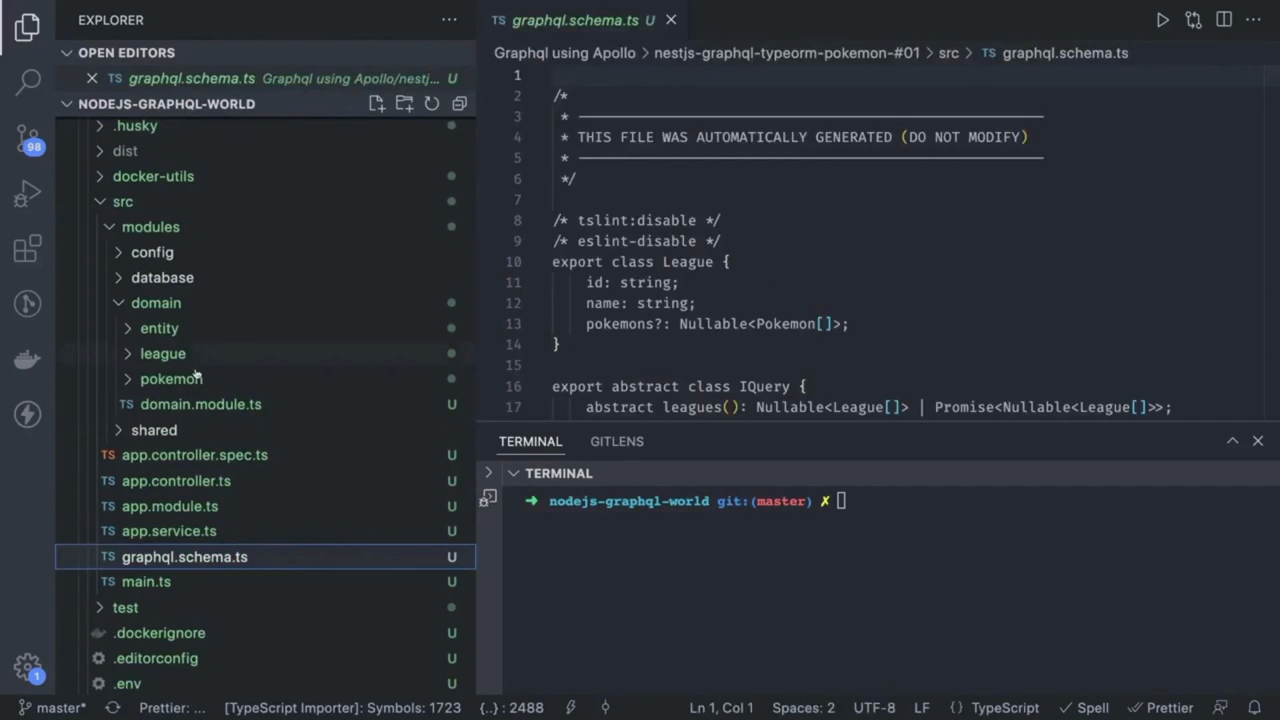 EXPLORER
OPEN EDITORS
TS graphql.schema.ts Graphql using Apollo/nestj... U
NODEJS-GRAPHQL-WORLD
.husky
dist
docker-utils
src
modules
config
database
domain
entity
league
pokemon
TS domain.module.ts U
shared
TS app.controller.spec.ts U
TS app.controller.ts U
TS app.module.ts U
TS app.service.ts U
TS graphql.schema.ts U
TS main.ts U
test
.dockerignore U
.editorconfig U
.env U
98
1
TS graphql.schema.ts U
Graphql using Apollo > nestjs-graphql-typeorm-pokemon-#01 > src > TS graphql.schema.ts
1
2 /*
3 * ─────────────────────────
4 * THIS FILE WAS AUTOMATICALLY GENERATED (DO NOT MODIFY)
5 * ─────────────────────────
6 */
7
8 /* tslint:disable */
9 /* eslint-disable */
10 export class League {
11 id: string;
12 name: string;
13 pokemons?: Nullable<Pokemon[]>;
14 }
15
16 export abstract class IQuery {
17 abstract leagues(): Nullable<League[]> | Promise<Nullable<League[]>>;
TERMINAL GITLENS
TERMINAL
➜ nodejs-graphql-world git:(master) ✗
master* Prettier: ... [TypeScript Importer]: Symbols: 1723 {..} : 2488 Ln 1, Col 1 Spaces: 2 UTF-8 LF {} TypeScript ✓ Spell ✓✓ Prettier